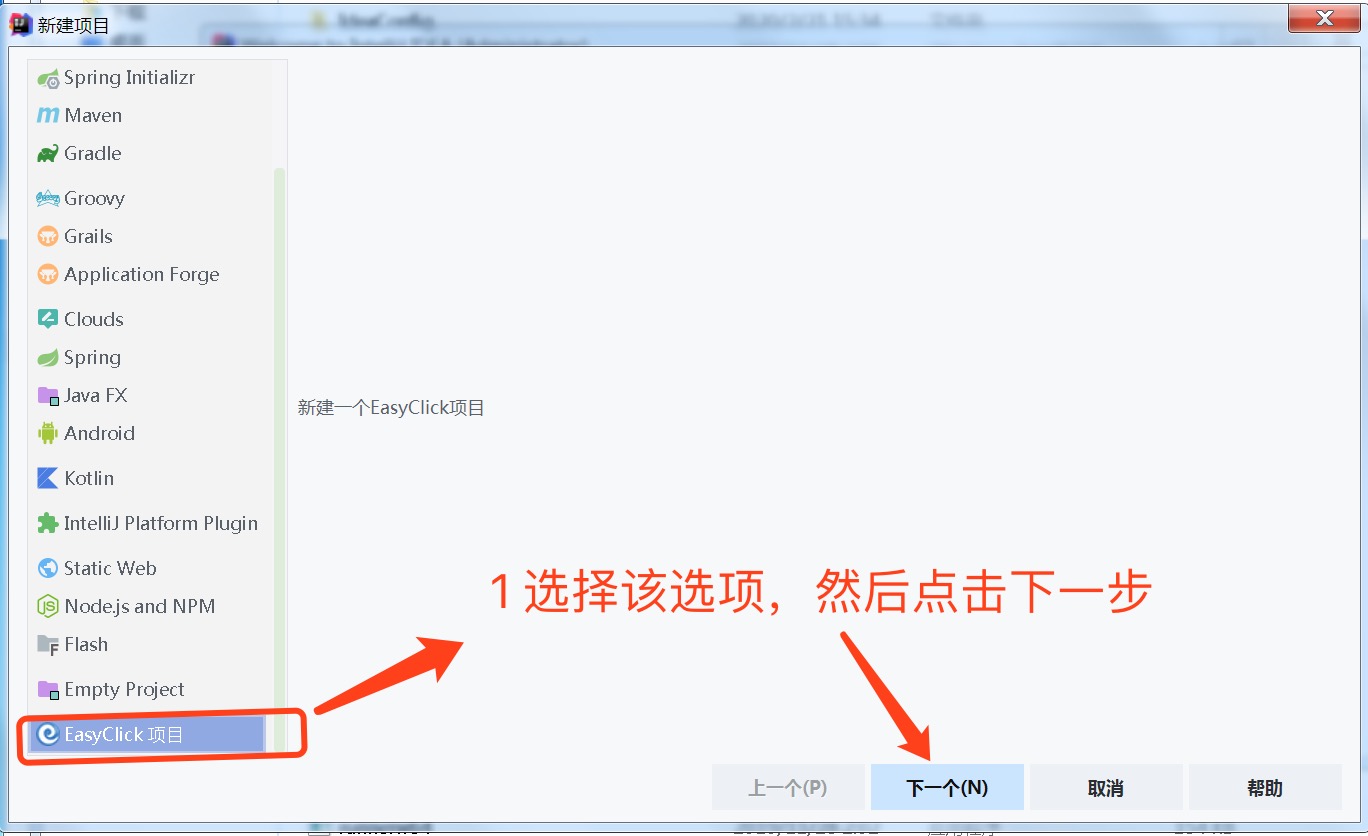 新建项目
Spring Initializr
Maven
Gradle
Groovy
Grails
Application Forge
Clouds
Spring
Java FX
Android
Kotlin
IntelliJ Platform Plugin
Static Web
Node.js and NPM
Flash
Empty Project
EasyClick 项目
新建一个EasyClick项目
1 选择该选项，然后点击下一步
上一个(P)
下一个(N)
取消
帮助